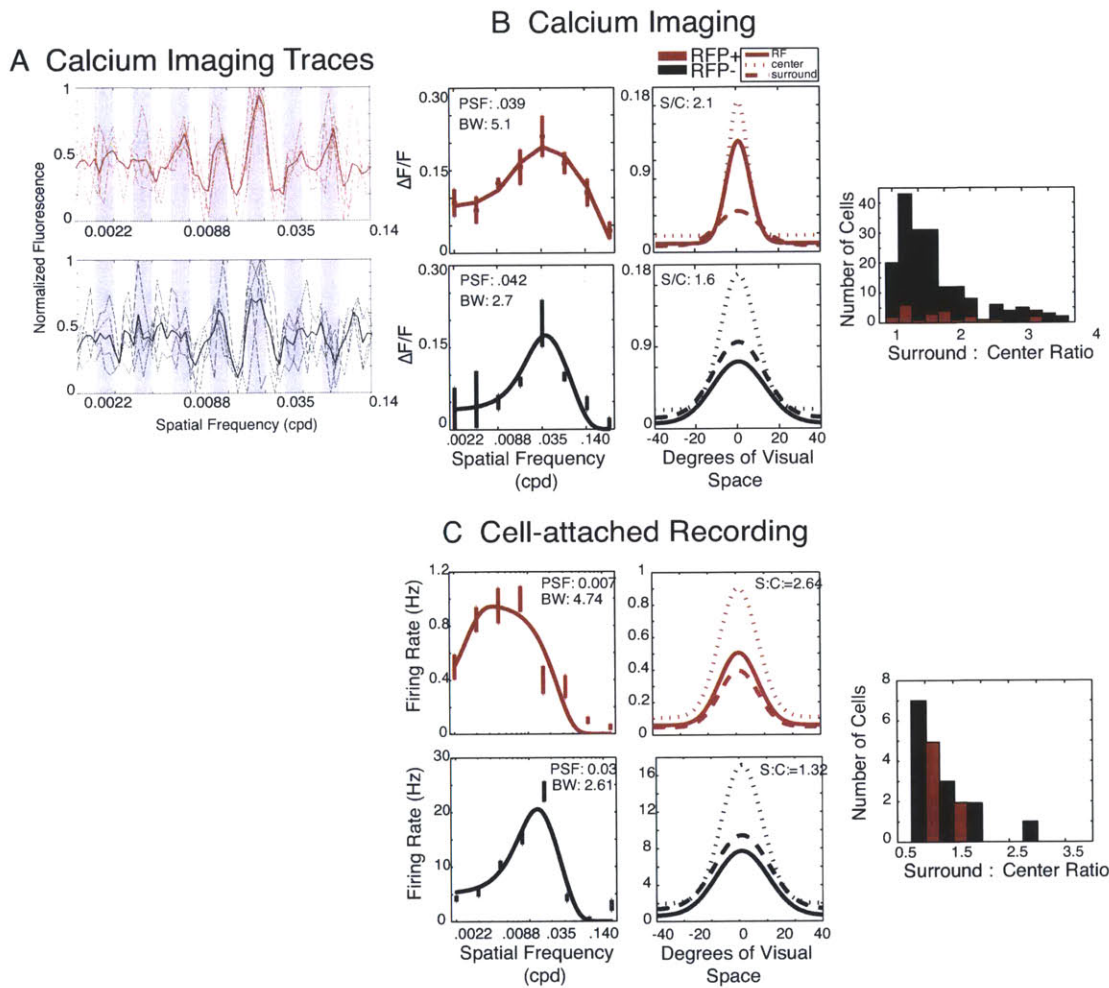 B Calcium Imaging
A Calcium Imaging Traces
RFP+
RFP-
RF
center
surround
Normalized Fluorescence
1
0.5
0
0.0022 0.0088 0.035 0.14
1
0.5
0
0.0022 0.0088 0.035 0.14
Spatial Frequency (cpd)
ΔF/F
0.30
0.15
0
PSF: .039
BW: 5.1
0.18
0.9
0
S/C: 2.1
ΔF/F
0.30
0.15
0
PSF: .042
BW: 2.7
.0022 .0088 .035 .140
Spatial Frequency
(cpd)
0.18
0.9
0
S/C: 1.6
-40 -20 0 20 40
Degrees of Visual
Space
Number of Cells
40
30
20
10
0
1 2 3 4
Surround : Center Ratio
C Cell-attached Recording
Firing Rate (Hz)
1.2
0.8
0.4
0
PSF: 0.007
BW: 4.74
1
0.8
0.6
0.4
0.2
0
S:C:=2.64
Firing Rate (Hz)
30
20
10
0
PSF: 0.03
BW: 2.61
.0022 .0088 .035 .140
Spatial Frequency
(cpd)
16
12
8
4
0
S:C:=1.32
-40 -20 0 20 40
Degrees of Visual
Space
Number of Cells
8
6
4
2
0
0.5 1.5 2.5 3.5
Surround : Center Ratio